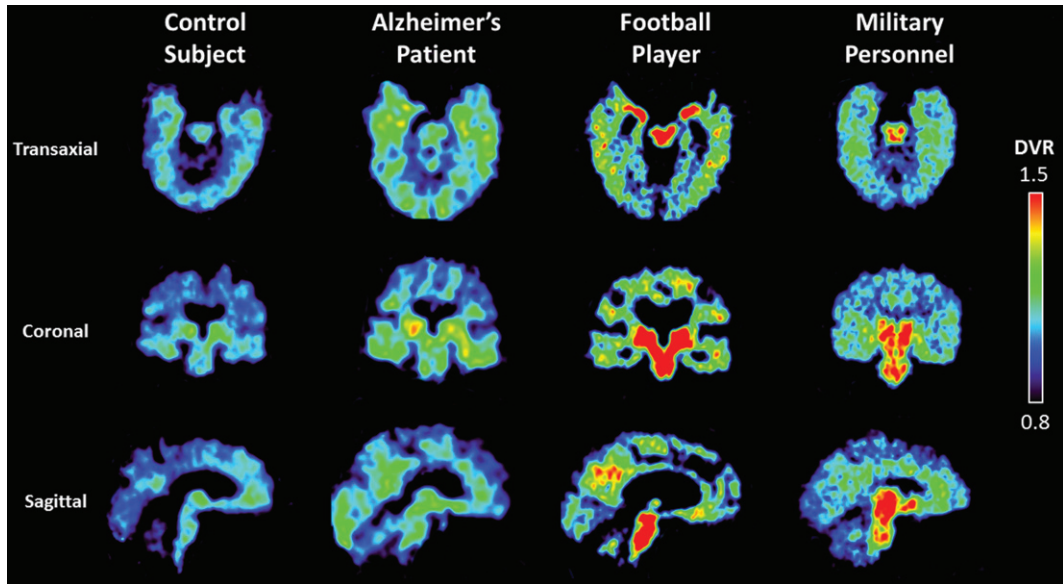 Control
Subject
Alzheimer’s
Patient
Football
Player
Military
Personnel
Transaxial
DVR
1.5
Coronal
0.8
Sagittal